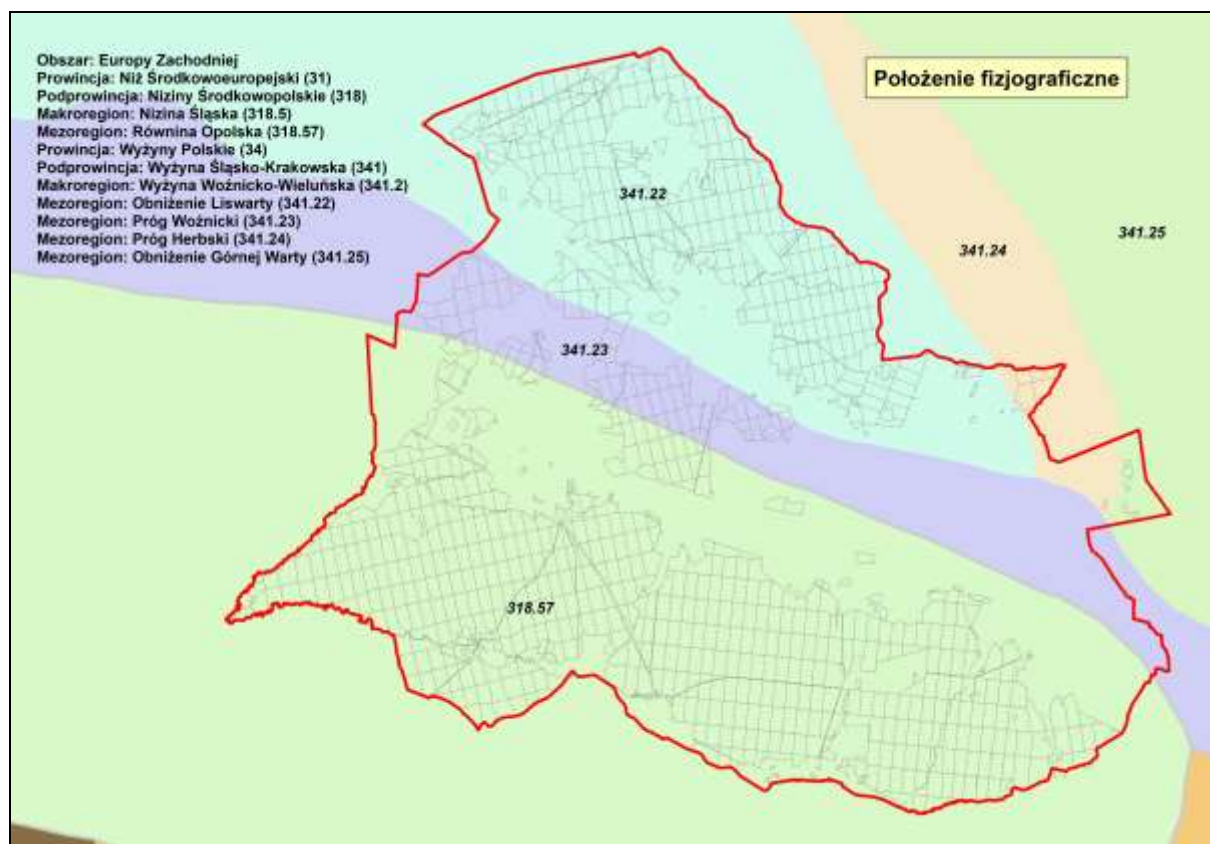 Obszar: Europy Zachodniej
Prowincja: Niż Środkowoeuropejski (31)
Podprowincja: Niziny Środkowopolskie (318)
Makroregion: Nizina Śląska (318.5)
Mezoregion: Równina Opolska (318.57)
Prowincja: Wyżyny Polskie (34)
Podprowincja: Wyżyna Śląsko-Krakowska (341)
Makroregion: Wyżyna Woźnicko-Wieluńska (341.2)
Mezoregion: Obniżenie Liswarty (341.22)
Mezoregion: Próg Woźnicki (341.23)
Mezoregion: Próg Herbski (341.24)
Mezoregion: Obniżenie Górnej Warty (341.25)
Położenie fizjograficzne
341.22
341.24
341.25
341.23
318.57